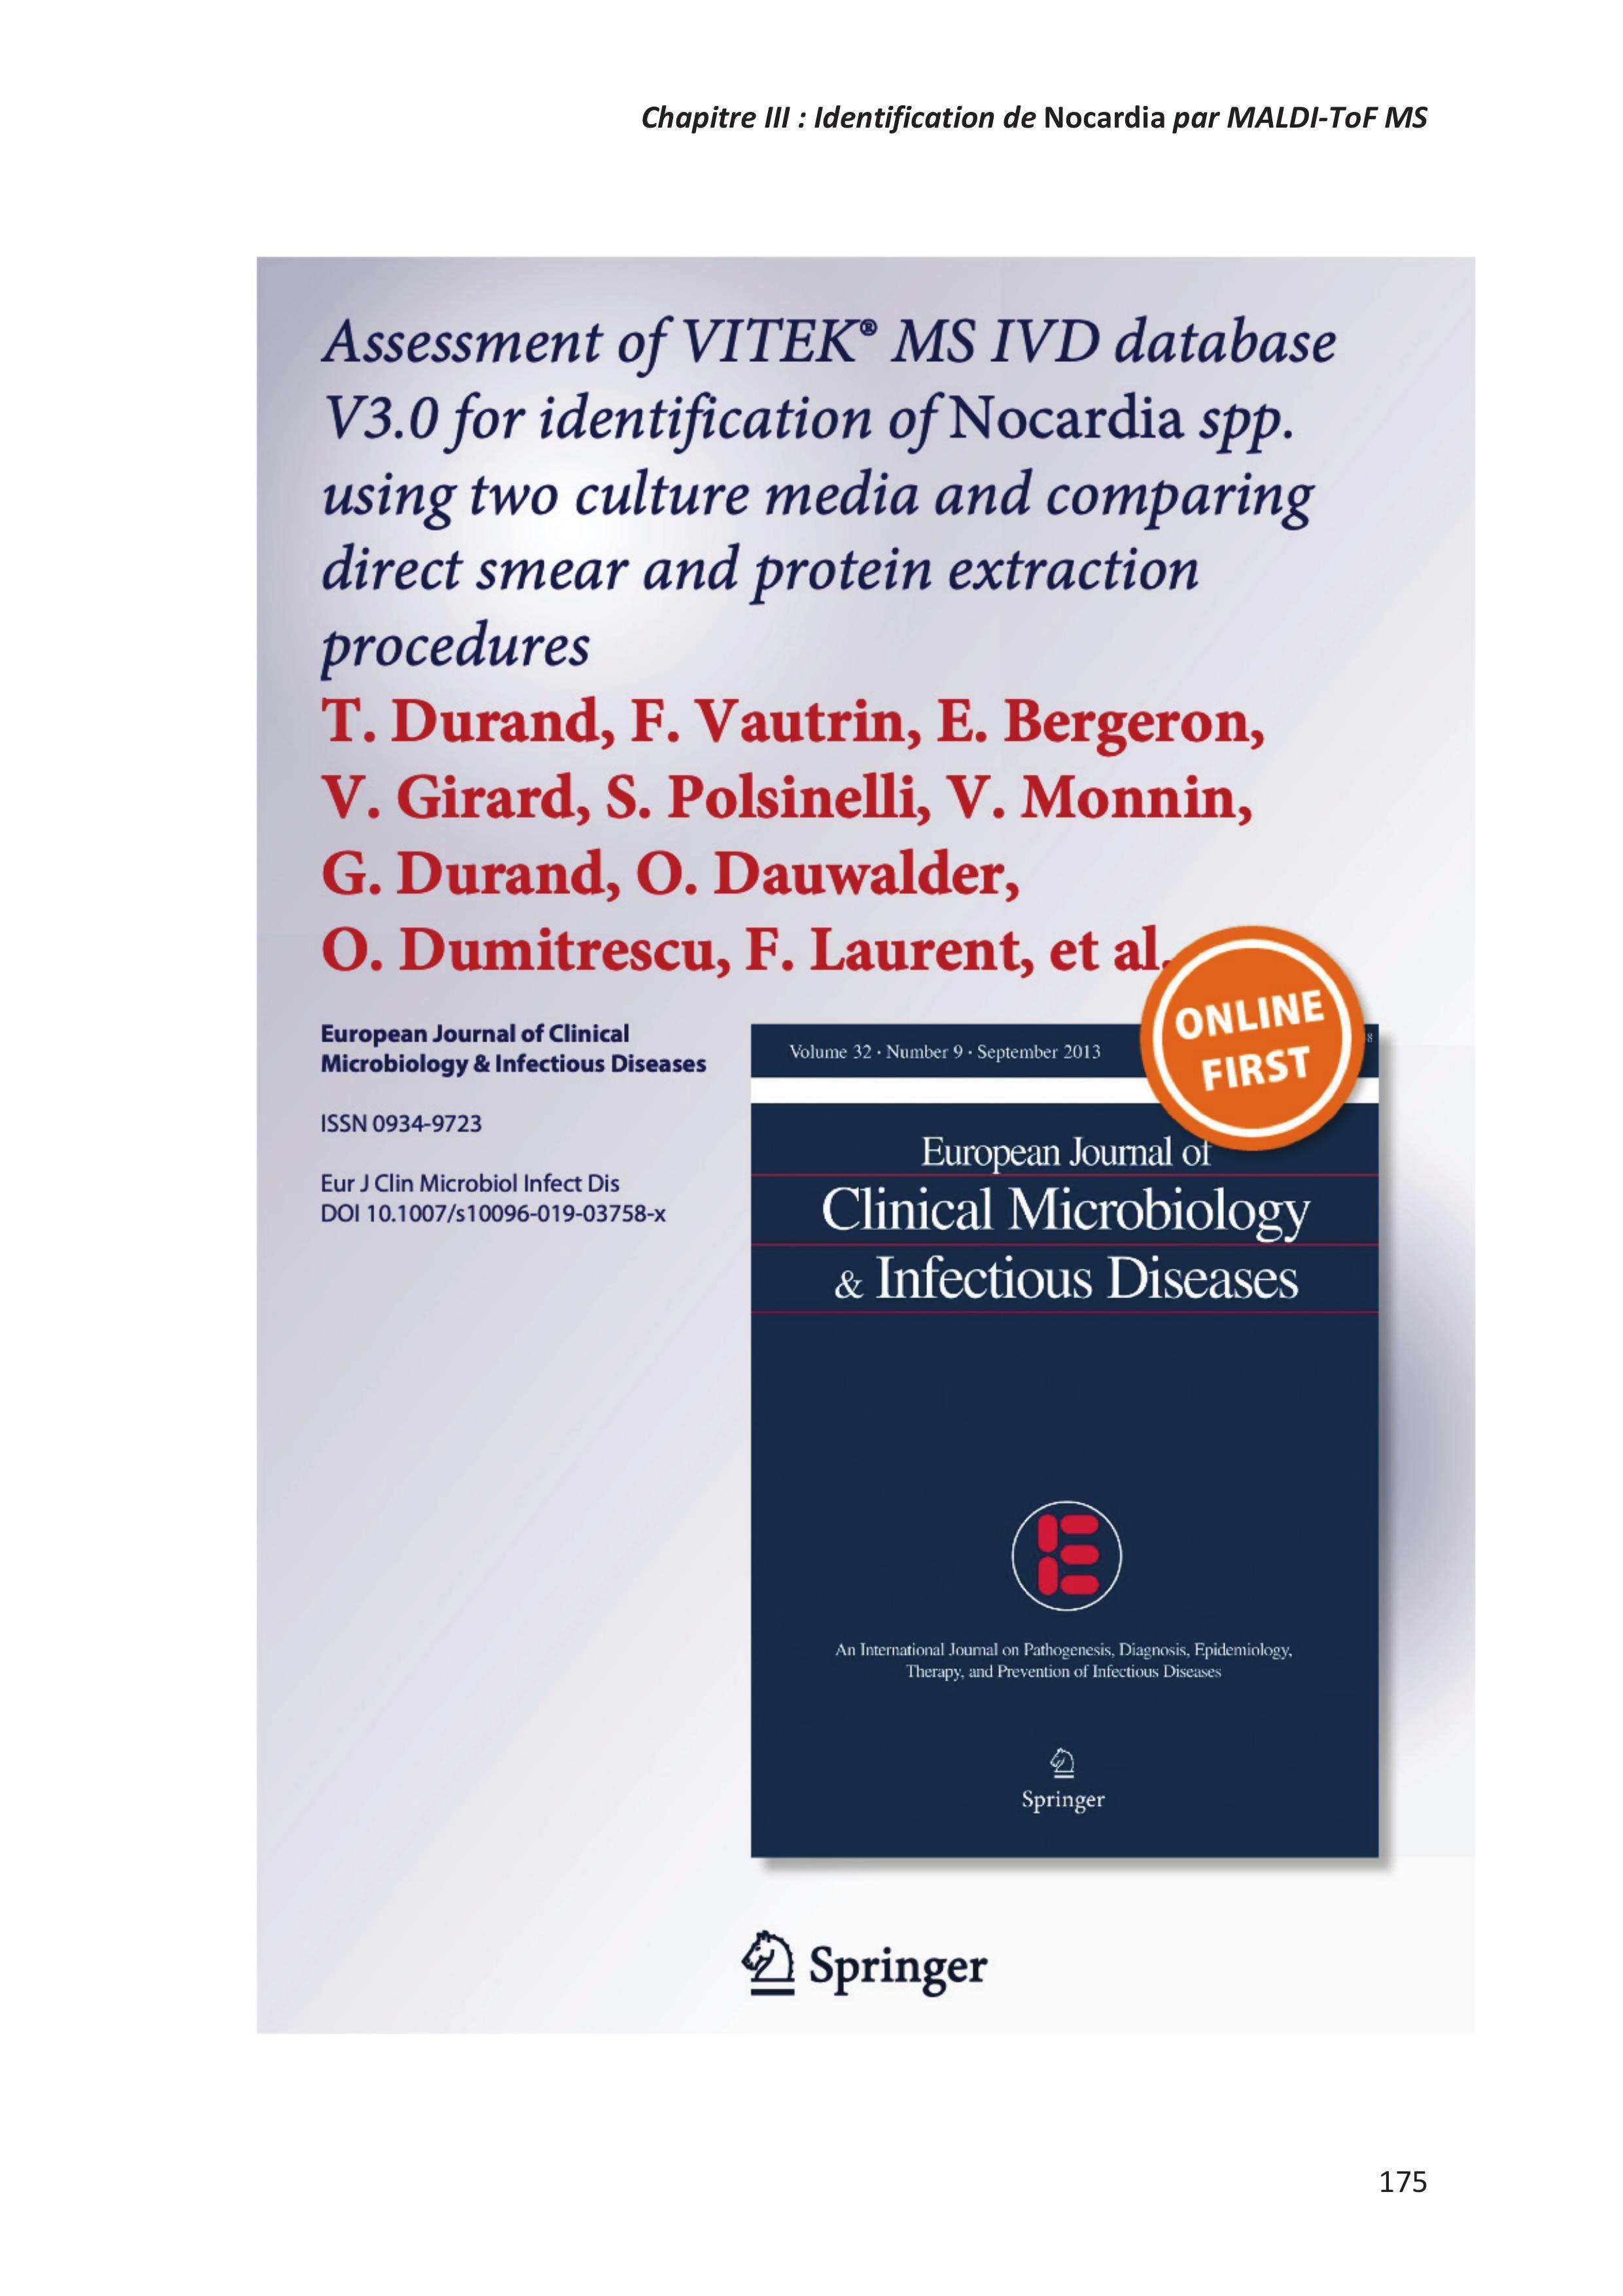 Chapitre III : Identification de Nocardia par MALDI-ToF MS
Assessment of VITEK® MS IVD database
V3.0 for identification of Nocardia spp.
using two culture media and comparing
direct smear and protein extraction
procedures
T. Durand, F. Vautrin, E. Bergeron,
V. Girard, S. Polsinelli, V. Monnin,
G. Durand, O. Dauwalder,
O. Dumitrescu, F. Laurent, et al.
European Journal of Clinical
Microbiology & Infectious Diseases
ISSN 0934-9723
Eur J Clin Microbiol Infect Dis
DOI 10.1007/s10096-019-03758-x
ONLINE
FIRST
Volume 32 · Number 9 · September 2013
European Journal of
Clinical Microbiology
& Infectious Diseases
An International Journal on Pathogenesis, Diagnosis, Epidemiology,
Therapy, and Prevention of Infectious Diseases
Springer
Springer
175